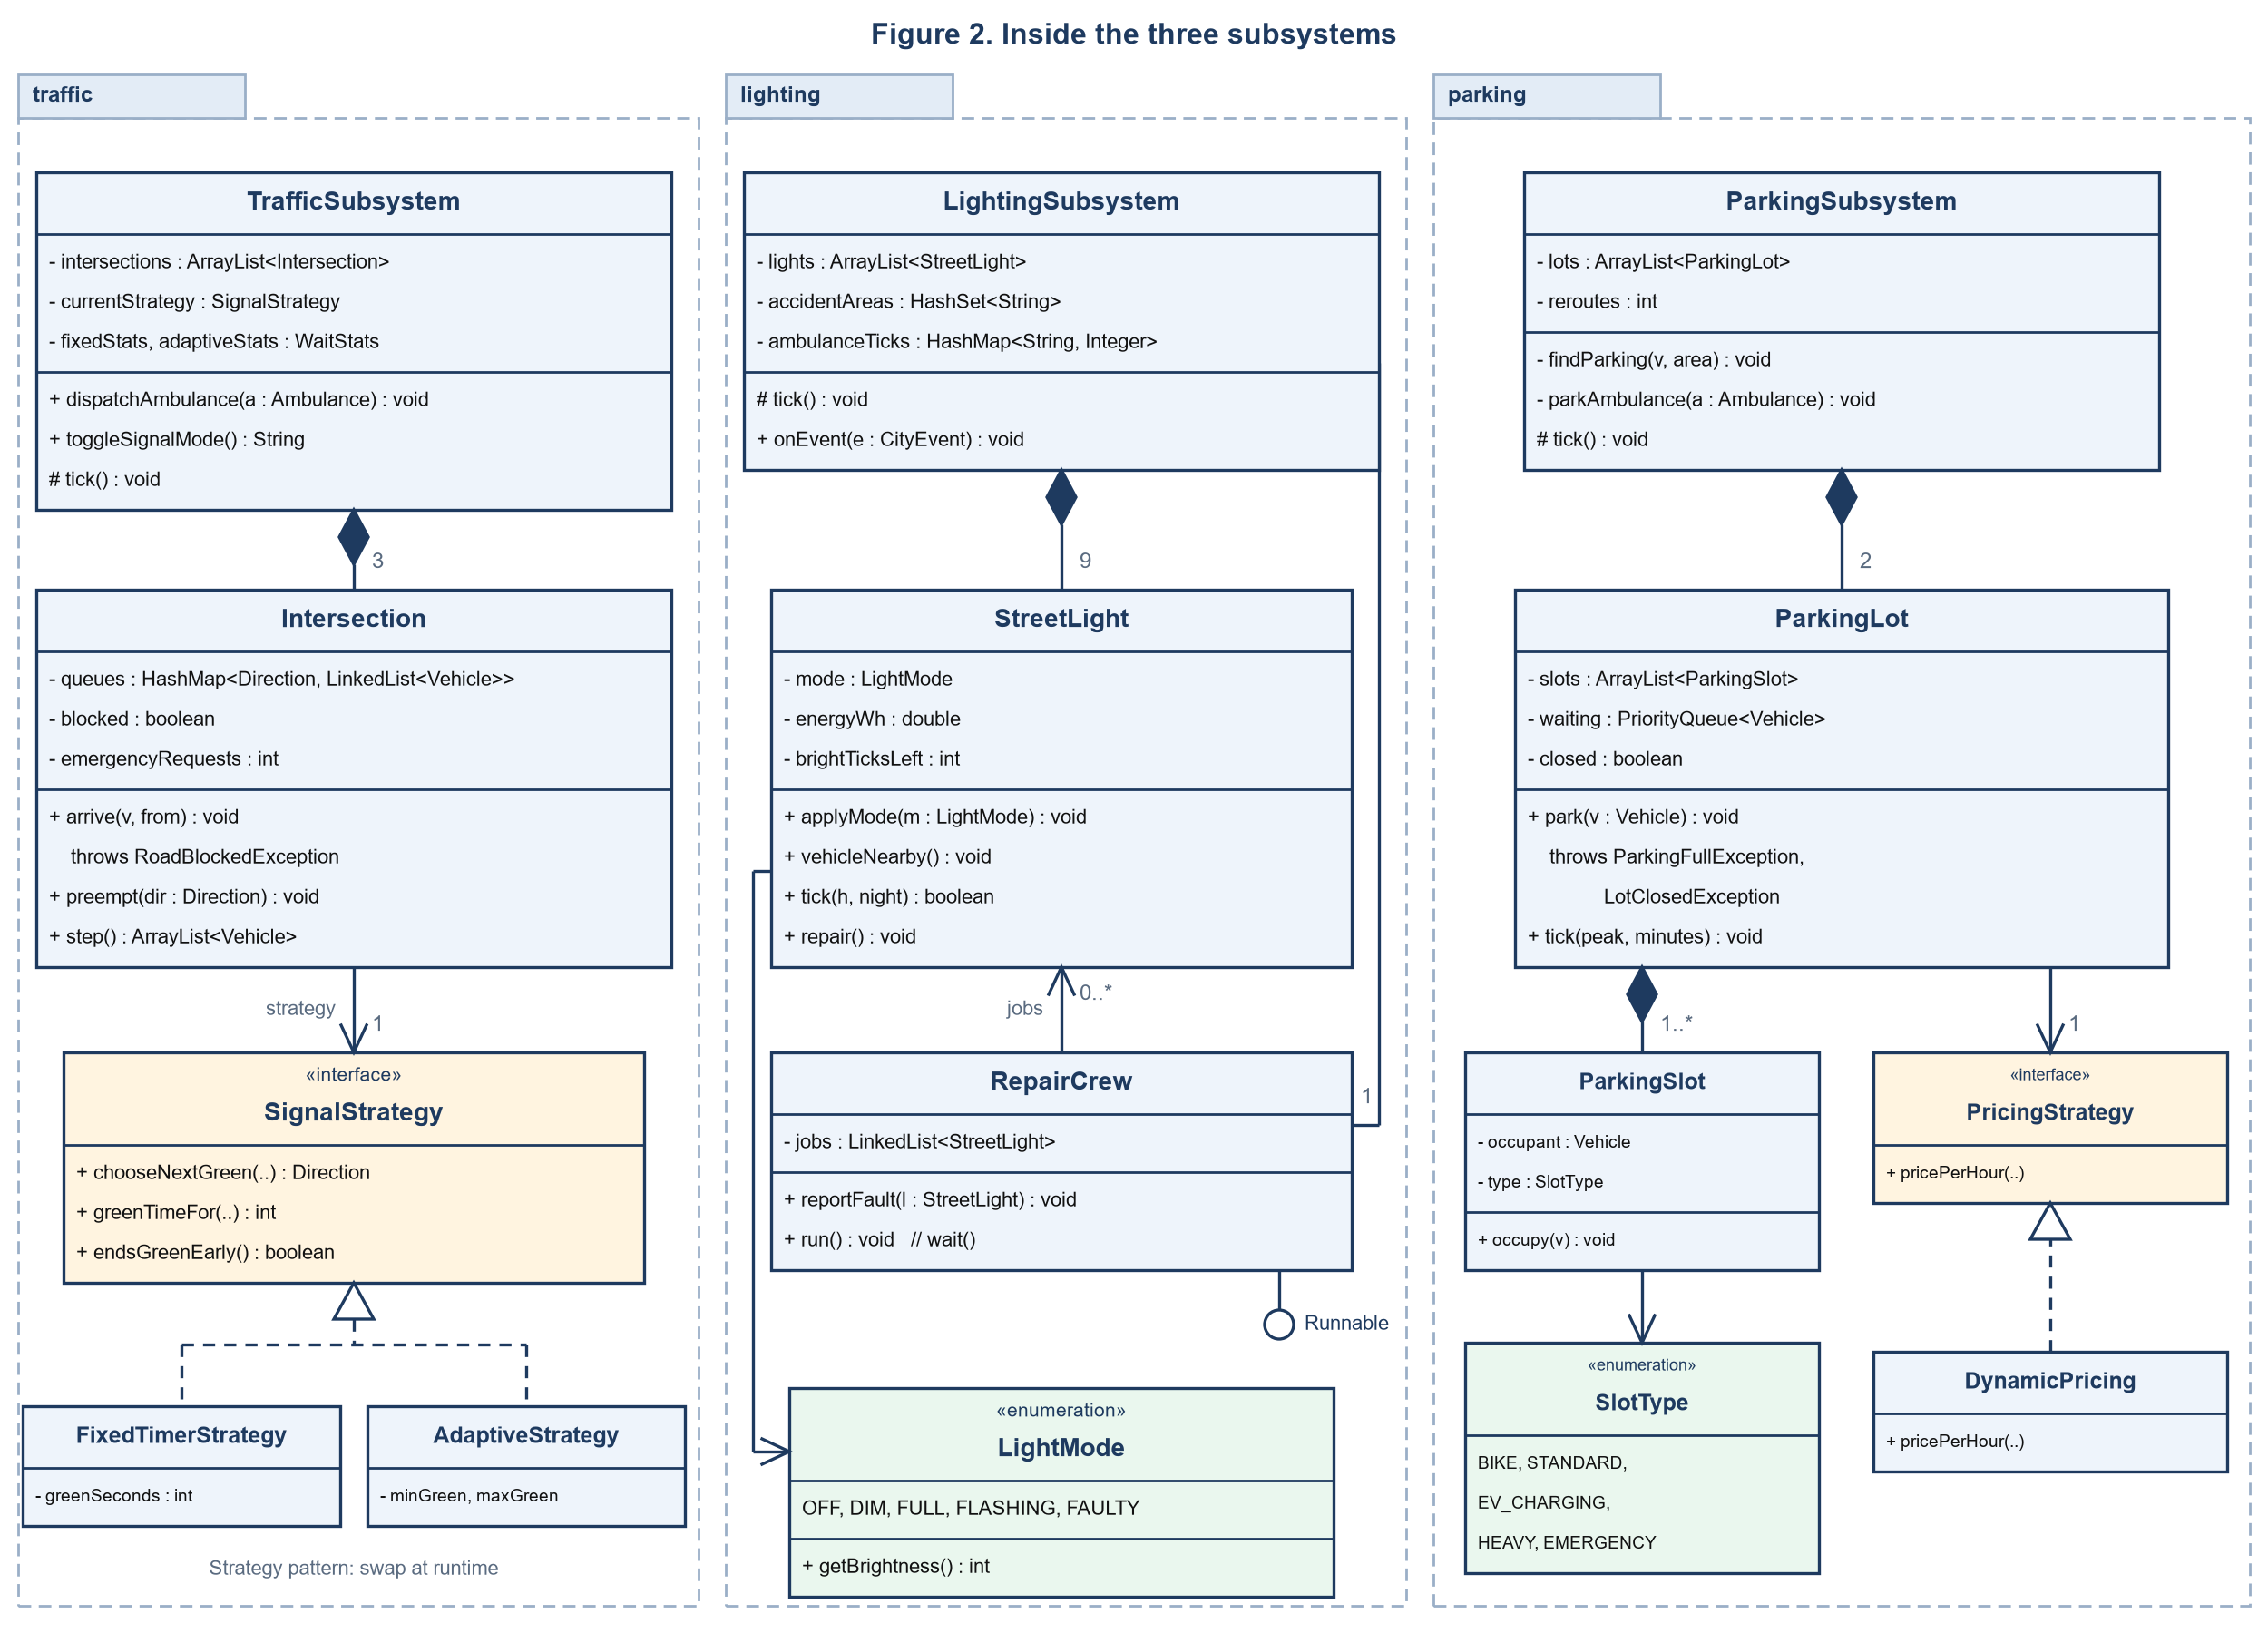 Figure 2. Inside the three subsystems
traffic
TrafficSubsystem
- intersections : ArrayList<Intersection>
- currentStrategy : SignalStrategy
- fixedStats, adaptiveStats : WaitStats
+ dispatchAmbulance(a : Ambulance) : void
+ toggleSignalMode() : String
# tick() : void
3
Intersection
- queues : HashMap<Direction, LinkedList<Vehicle>>
- blocked : boolean
- emergencyRequests : int
+ arrive(v, from) : void
throws RoadBlockedException
+ preempt(dir : Direction) : void
+ step() : ArrayList<Vehicle>
strategy
1
«interface»
SignalStrategy
+ chooseNextGreen(..) : Direction
+ greenTimeFor(..) : int
+ endsGreenEarly() : boolean
FixedTimerStrategy
- greenSeconds : int
AdaptiveStrategy
- minGreen, maxGreen
Strategy pattern: swap at runtime
lighting
LightingSubsystem
- lights : ArrayList<StreetLight>
- accidentAreas : HashSet<String>
- ambulanceTicks : HashMap<String, Integer>
# tick() : void
+ onEvent(e : CityEvent) : void
9
StreetLight
- mode : LightMode
- energyWh : double
- brightTicksLeft : int
+ applyMode(m : LightMode) : void
+ vehicleNearby() : void
+ tick(h, night) : boolean
+ repair() : void
jobs
0..*
RepairCrew
1
- jobs : LinkedList<StreetLight>
+ reportFault(l : StreetLight) : void
+ run() : void // wait()
Runnable
«enumeration»
LightMode
OFF, DIM, FULL, FLASHING, FAULTY
+ getBrightness() : int
parking
ParkingSubsystem
- lots : ArrayList<ParkingLot>
- reroutes : int
- findParking(v, area) : void
- parkAmbulance(a : Ambulance) : void
# tick() : void
2
ParkingLot
- slots : ArrayList<ParkingSlot>
- waiting : PriorityQueue<Vehicle>
- closed : boolean
+ park(v : Vehicle) : void
throws ParkingFullException,
LotClosedException
+ tick(peak, minutes) : void
1..*
1
ParkingSlot
- occupant : Vehicle
- type : SlotType
+ occupy(v) : void
«enumeration»
SlotType
BIKE, STANDARD,
EV_CHARGING,
HEAVY, EMERGENCY
«interface»
PricingStrategy
+ pricePerHour(..)
DynamicPricing
+ pricePerHour(..)